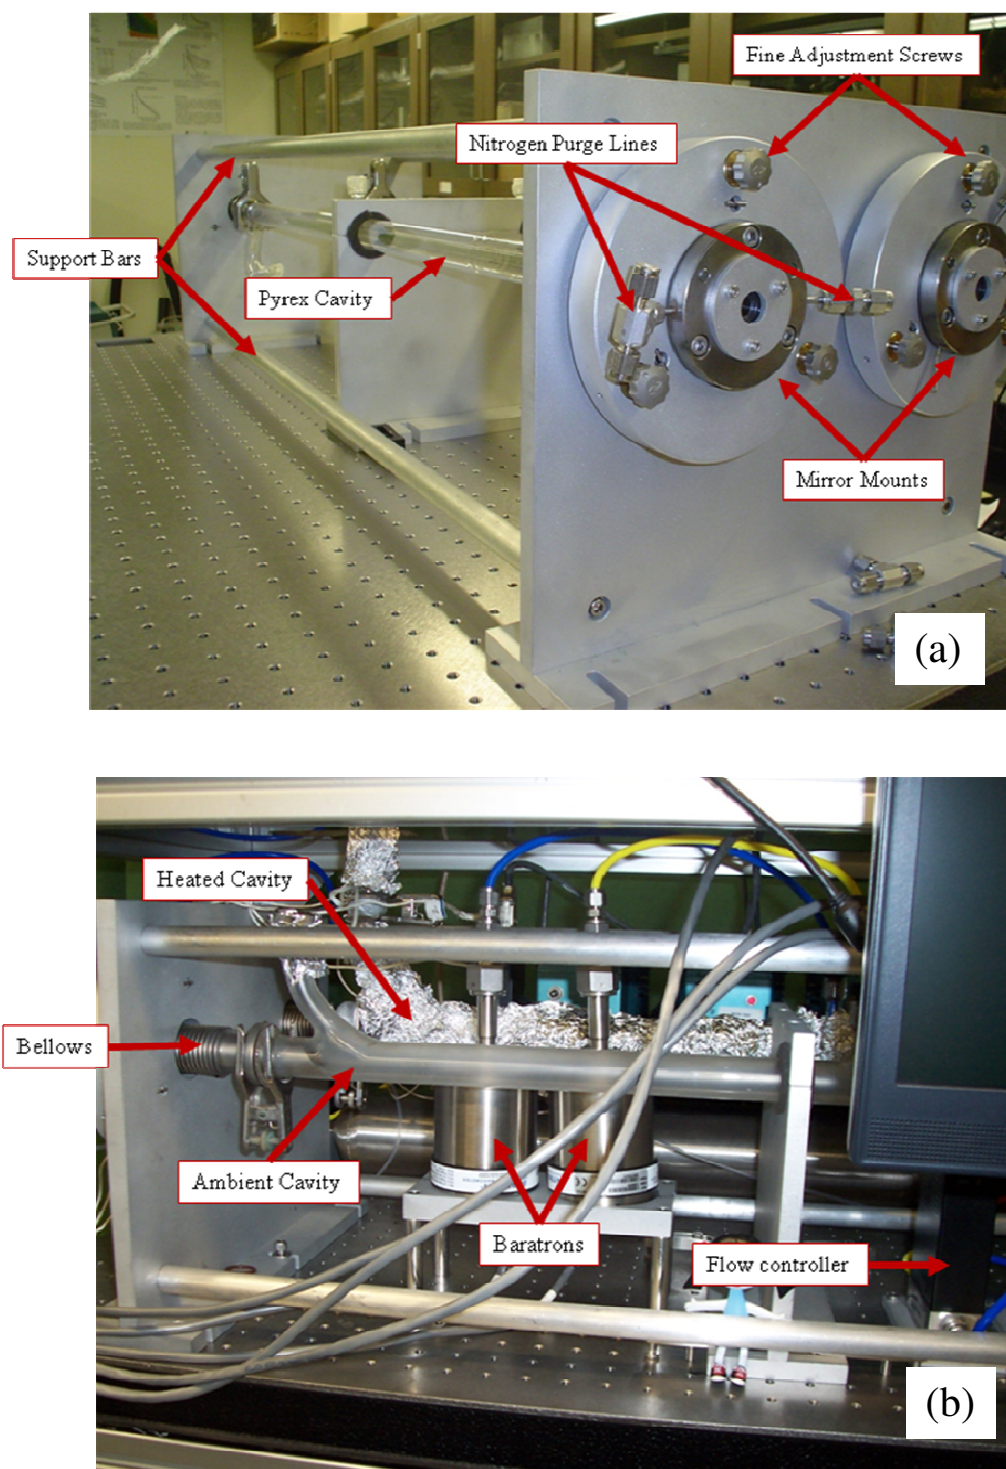 Fine Adjustment Screws
Nitrogen Purge Lines
Support Bars
Pyrex Cavity
Mirror Mounts
(a)
Heated Cavity
Bellows
Ambient Cavity
Baratrons
Flow controller
(b)